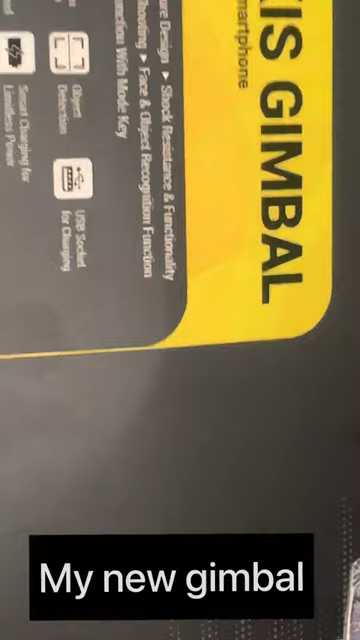 IS GIMBAL
martphone
Design ▸ Shock Resistance & Functionality
▸ Face & Object Recognition Function
With Mode Key
Object
Detection
USB Socket
for Charging
Smart Charging for
Limitless Power
My new gimbal